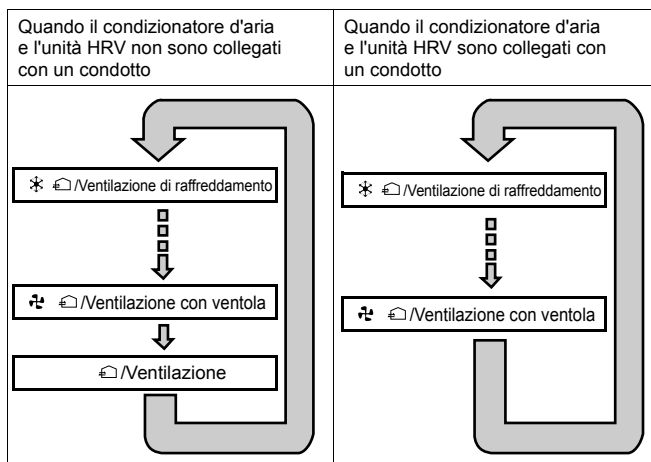 Quando il condizionatore d'aria
e l'unità HRV non sono collegati
con un condotto
/Ventilazione di raffreddamento
/Ventilazione con ventola
/Ventilazione
Quando il condizionatore d'aria
e l'unità HRV sono collegati con
un condotto
/Ventilazione di raffreddamento
/Ventilazione con ventola